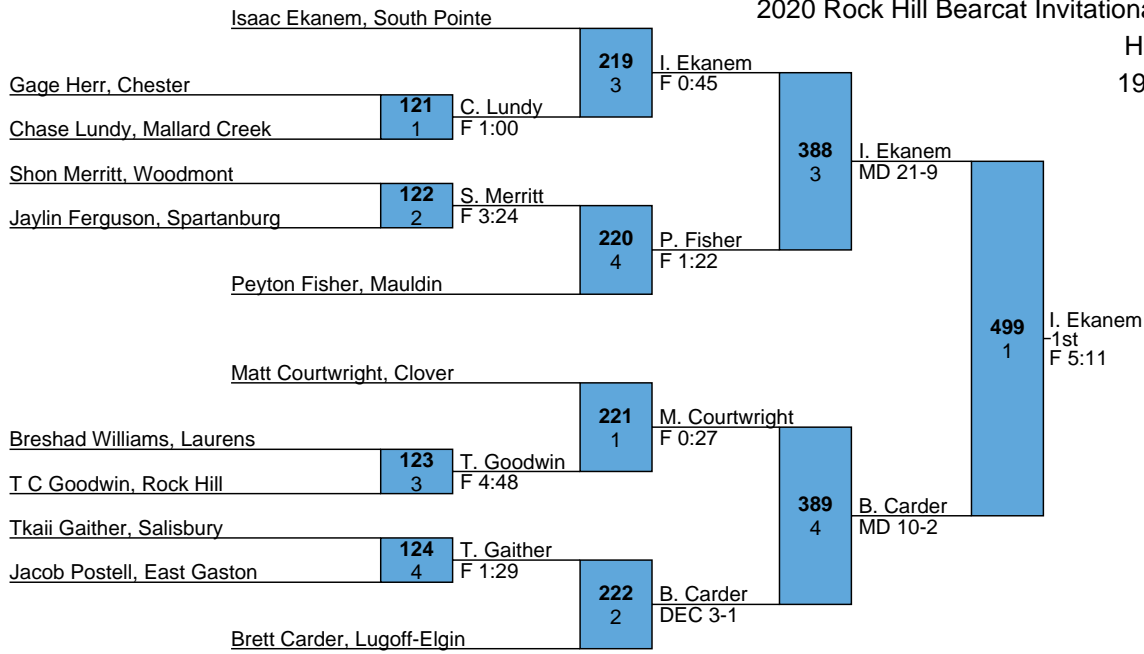 2020 Rock Hill Bearcat Invitationa
H
19
Isaac Ekanem, South Pointe
219
3
I. Ekanem
F 0:45
Gage Herr, Chester
121
1
C. Lundy
F 1:00
Chase Lundy, Mallard Creek
388
3
I. Ekanem
MD 21-9
Shon Merritt, Woodmont
122
2
S. Merritt
F 3:24
Jaylin Ferguson, Spartanburg
220
4
P. Fisher
F 1:22
Peyton Fisher, Mauldin
499
1
I. Ekanem
1st
F 5:11
Matt Courtwright, Clover
221
1
M. Courtwright
F 0:27
Breshad Williams, Laurens
123
3
T. Goodwin
F 4:48
T C Goodwin, Rock Hill
389
4
B. Carder
MD 10-2
Tkaii Gaither, Salisbury
124
4
T. Gaither
F 1:29
Jacob Postell, East Gaston
222
2
B. Carder
DEC 3-1
Brett Carder, Lugoff-Elgin